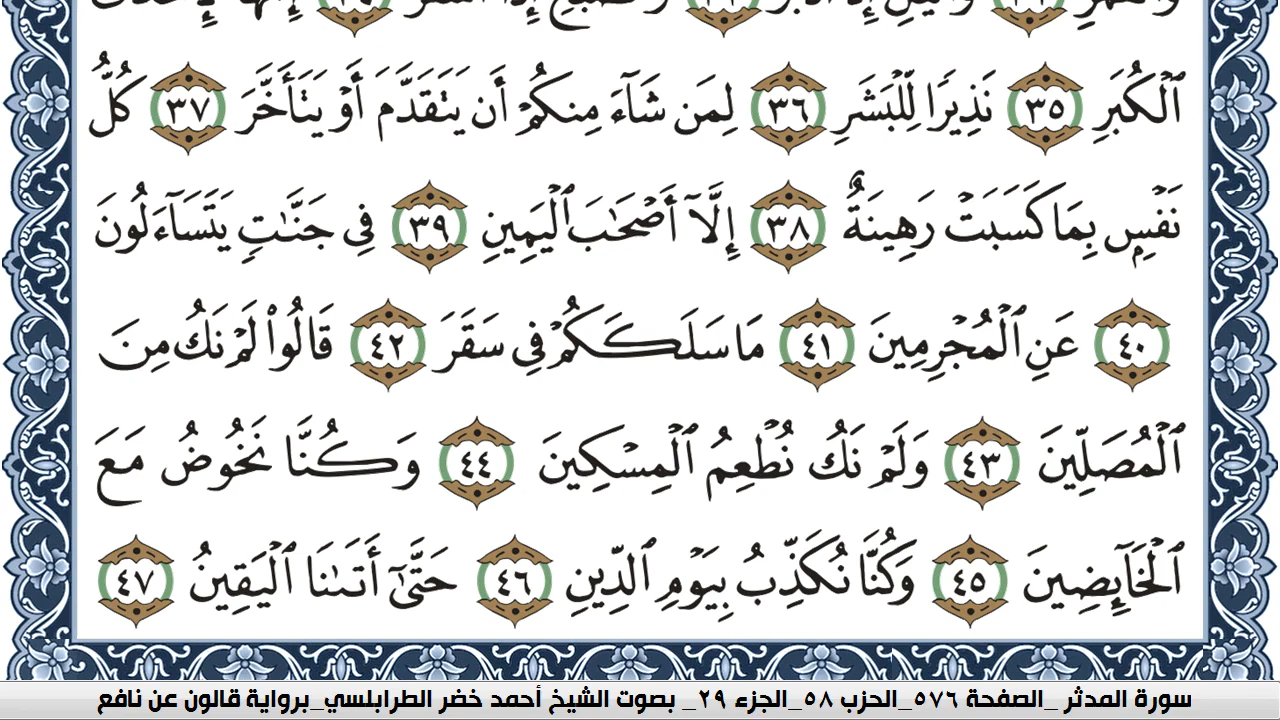 ٱلْكُبَرِ ٣٥ نَذِيرًا لِّلْبَشَرِ ٣٦ لِمَن شَآءَ مِنكُمْ أَن يَتَقَدَّمَ أَوْ يَتَأَخَّرَ ٣٧ كُلُّ
نَفْسٍۭ بِمَا كَسَبَتْ رَهِينَةٌ ٣٨ إِلَّآ أَصْحَٰبَ ٱلْيَمِينِ ٣٩ فِى جَنَّٰتٍ يَتَسَآءَلُونَ
٤٠ عَنِ ٱلْمُجْرِمِينَ ٤١ مَا سَلَكَكُمْ فِى سَقَرَ ٤٢ قَالُواْ لَمْ نَكُ مِنَ
ٱلْمُصَلِّينَ ٤٣ وَلَمْ نَكُ نُطْعِمُ ٱلْمِسْكِينَ ٤٤ وَكُنَّا نَخُوضُ مَعَ
ٱلْخَآئِضِينَ ٤٥ وَكُنَّا نُكَذِّبُ بِيَوْمِ ٱلدِّينِ ٤٦ حَتَّىٰٓ أَتَىٰنَا ٱلْيَقِينُ ٤٧
سورة المدثر _الصفحة ٥٧٦_الحزب ٥٨_الجزء ٢٩_ بصوت الشيخ أحمد خضر الطرابلسي_برواية قالون عن نافع